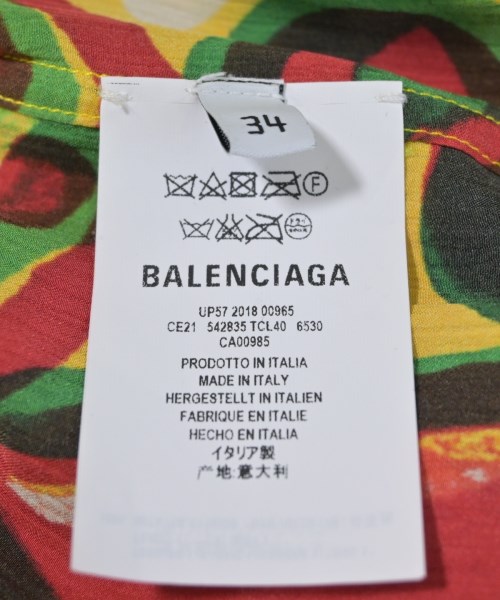 34
F
BALENCIAGA
UP57 2018 00965
CE21 542835 TCL40 6530
CA00985
PRODOTTO IN ITALIA
MADE IN ITALY
HERGESTELLT IN ITALIEN
FABRIQUE EN ITALIE
HECHO EN ITALIA
イタリア製
产地:意大利